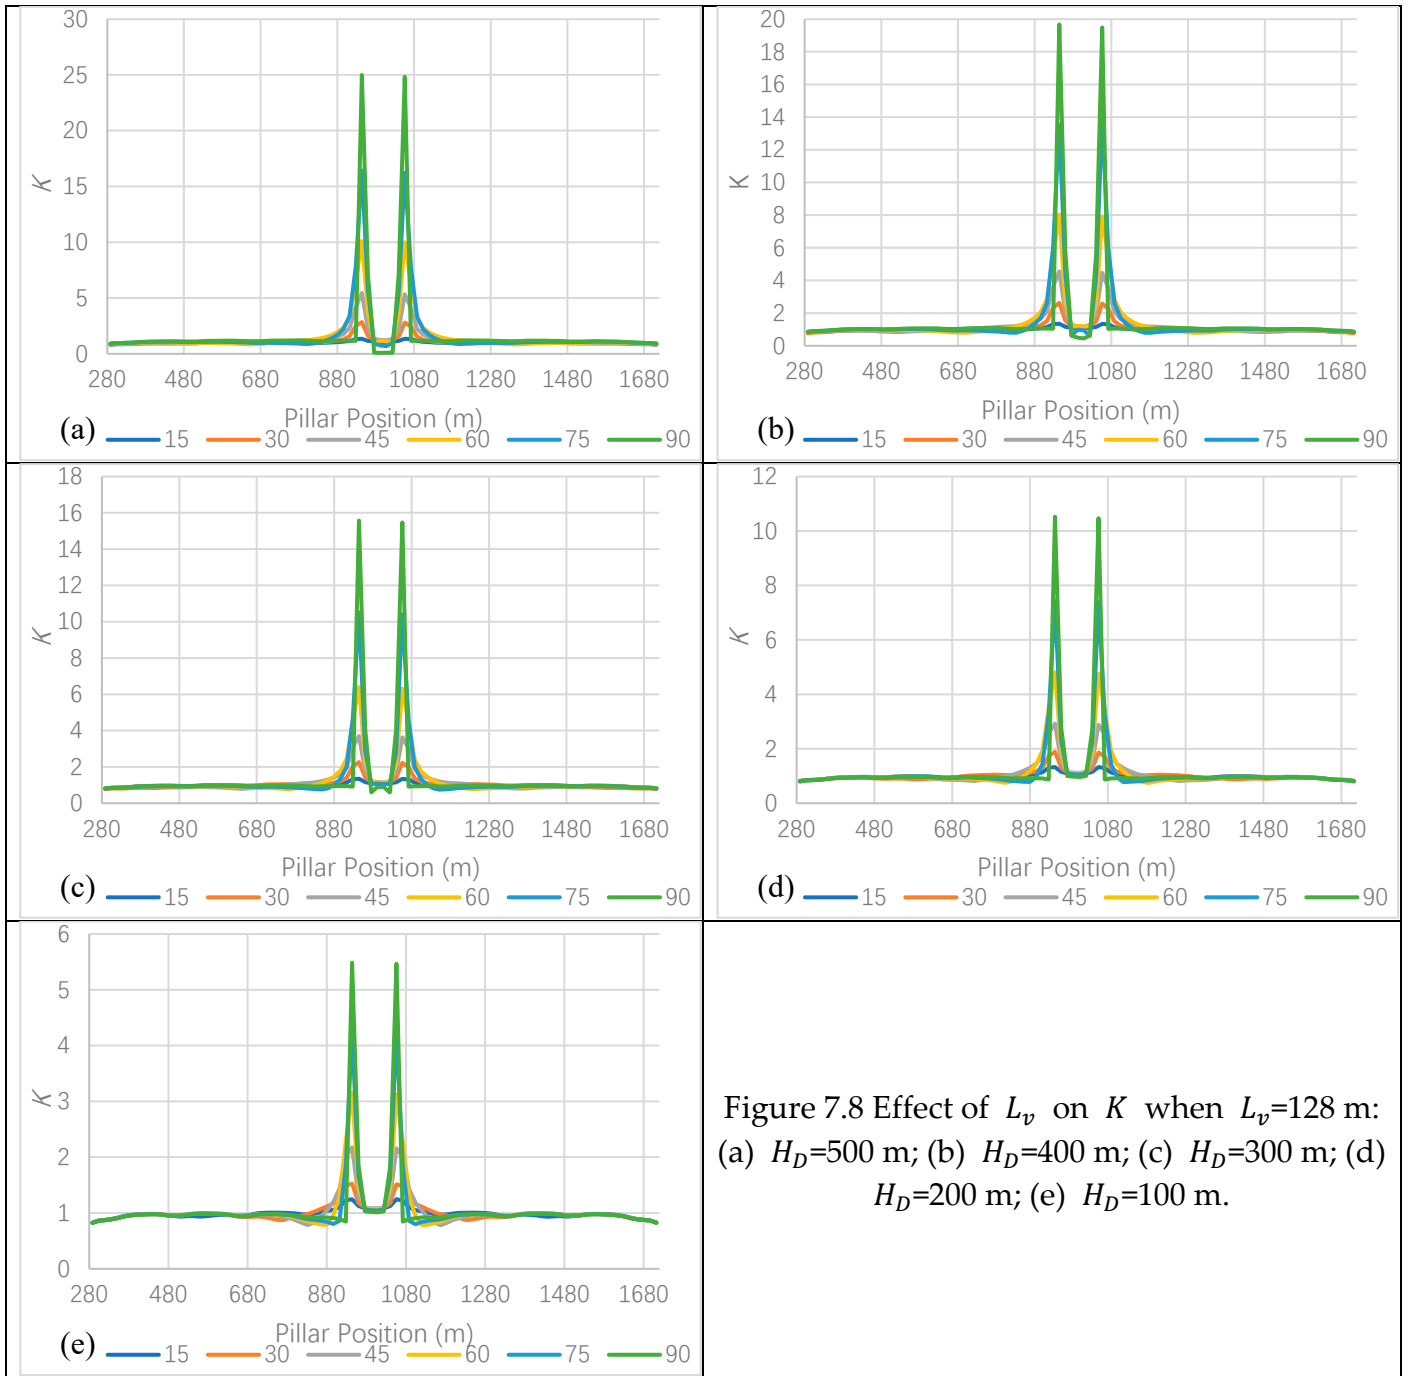 30
25
20
15
10
5
0
K
280 480 680 880 1080 1280 1480 1680
Pillar Position (m)
(a) 15 30 45 60 75 90
20
18
16
14
12
10
8
6
4
2
0
K
280 480 680 880 1080 1280 1480 1680
Pillar Position (m)
(b) 15 30 45 60 75 90
18
16
14
12
10
8
6
4
2
0
K
280 480 680 880 1080 1280 1480 1680
Pillar Position (m)
(c) 15 30 45 60 75 90
12
10
8
6
4
2
0
K
280 480 680 880 1080 1280 1480 1680
Pillar Position (m)
(d) 15 30 45 60 75 90
6
5
4
3
2
1
0
K
280 480 680 880 1080 1280 1480 1680
Pillar Position (m)
(e) 15 30 45 60 75 90
Figure 7.8 Effect of L_v on K when L_v=128 m:
(a) H_D=500 m; (b) H_D=400 m; (c) H_D=300 m; (d)
H_D=200 m; (e) H_D=100 m.